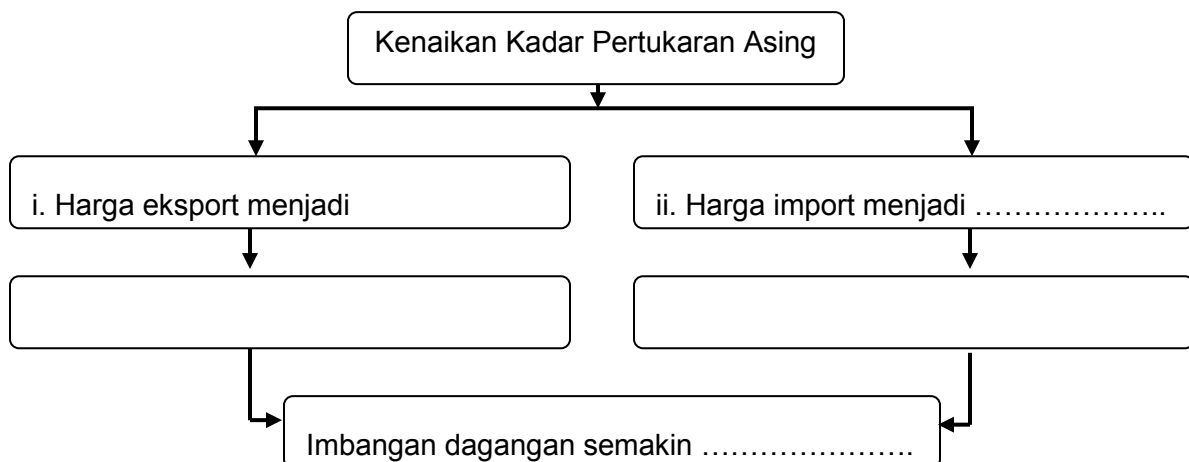 Kenaikan Kadar Pertukaran Asing
i. Harga eksport menjadi
ii. Harga import menjadi …………………..
Imbangan dagangan semakin …………………….